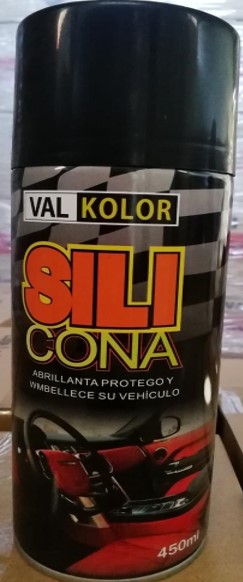 VAL KOLOR
SILI
CONA
ABRILLANTA PROTEGO Y
WMBELLECE SU VEHÍCULO
450ml